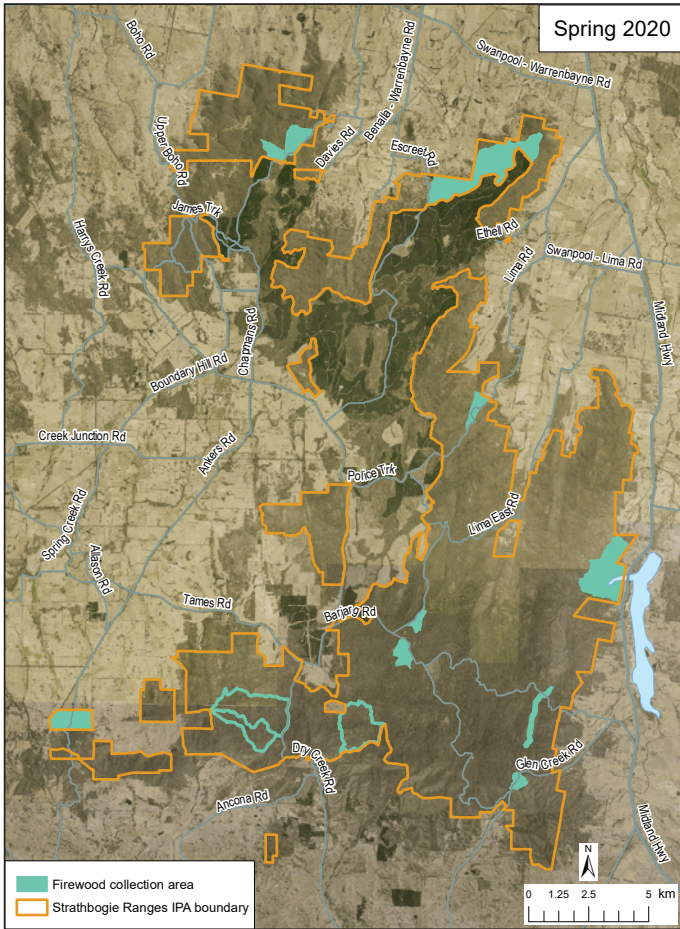 Spring 2020
Boho Rd
Swanpool - Warrenbayne Rd
Benalla - Warrenbayne Rd
Upper Boho Rd
Davies Rd
Escreet Rd
James Trk
Harrys Creek Rd
Ethell Rd
Lima Rd
Swanpool - Lima Rd
Midland Hwy
Chapmans Rd
Boundary Hill Rd
Creek Junction Rd
Ankers Rd
Police Trk
Spring Creek Rd
Lima East Rd
Allason Rd
Tames Rd
Barjarg Rd
Dry Creek Rd
Glen Creek Rd
Ancona Rd
Midland Hwy
Firewood collection area
Strathbogie Ranges IPA boundary
N
0 1.25 2.5 5 km